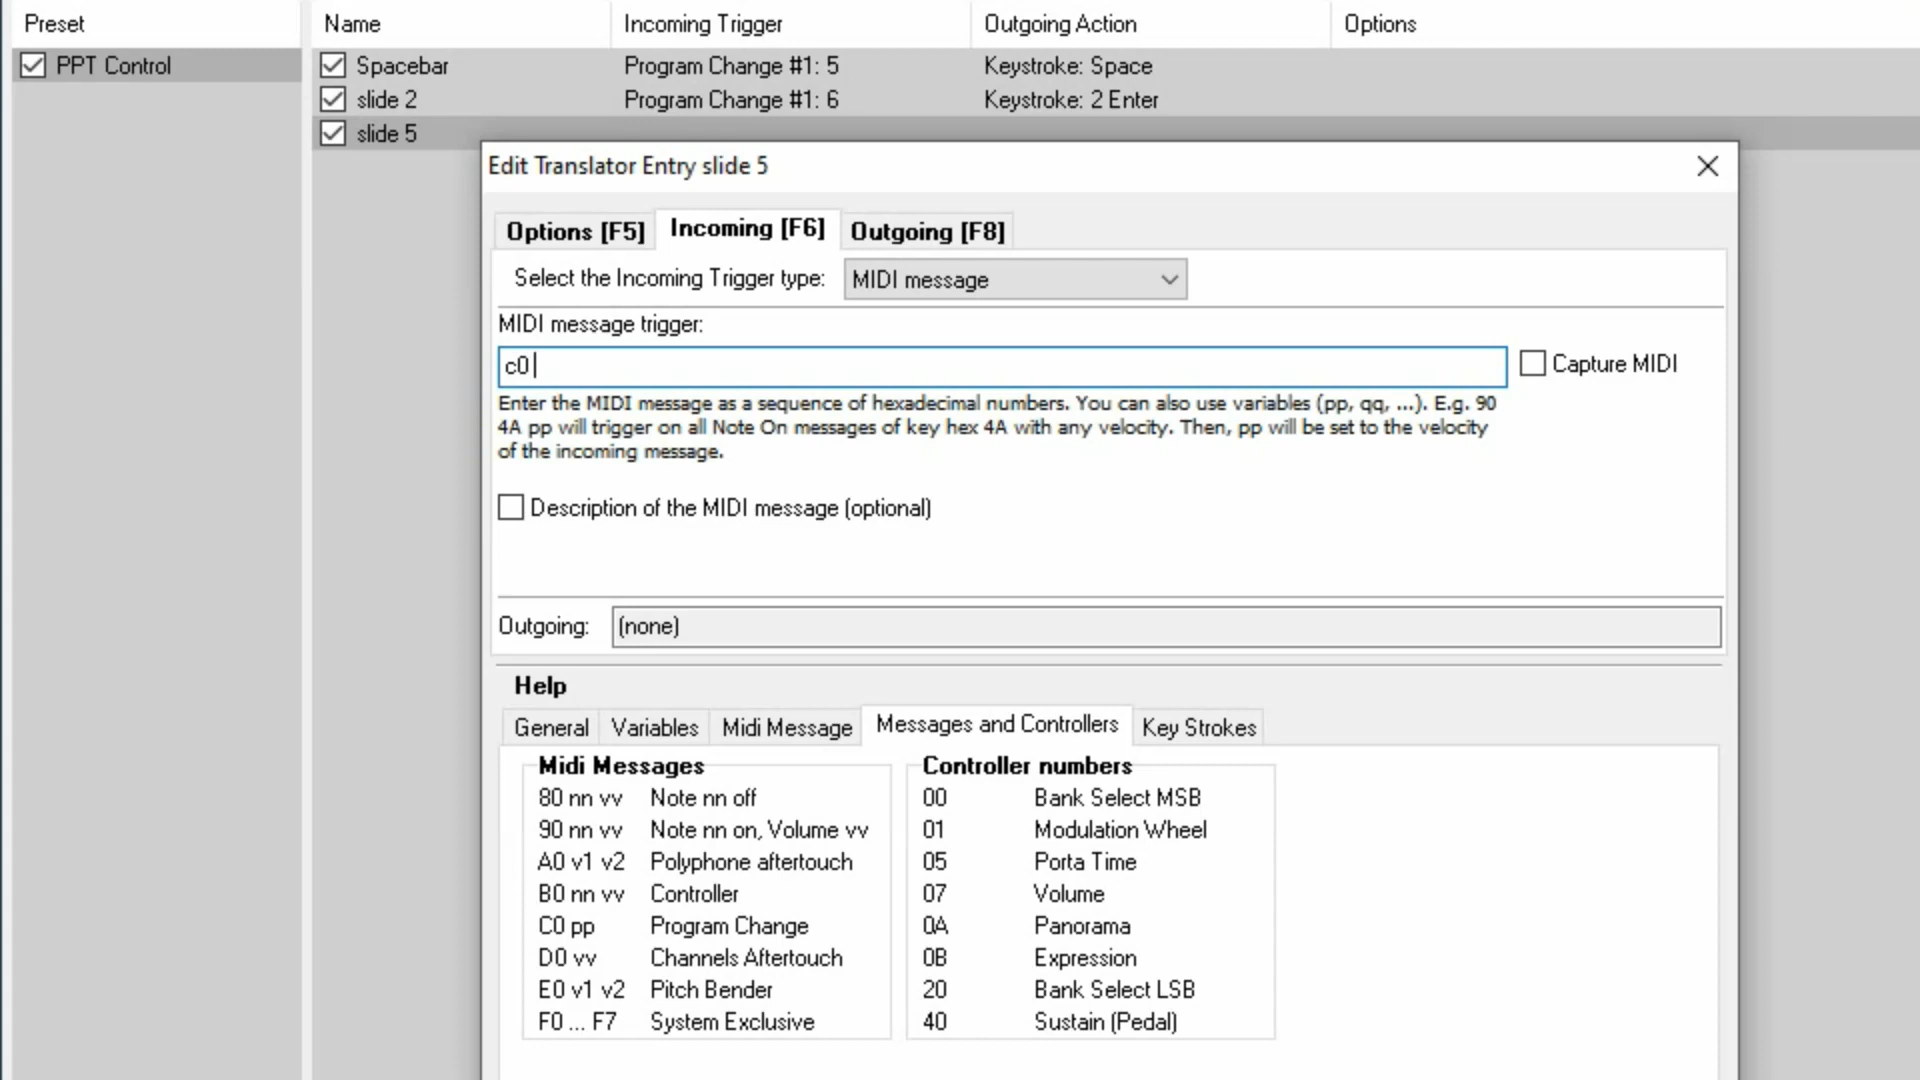 Preset
Name Incoming Trigger Outgoing Action Options
PPT Control
Spacebar Program Change #1: 5 Keystroke: Space
slide 2 Program Change #1: 6 Keystroke: 2 Enter
slide 5
Edit Translator Entry slide 5
Options [F5] Incoming [F6] Outgoing [F8]
Select the Incoming Trigger type: MIDI message
MIDI message trigger:
c0
Capture MIDI
Enter the MIDI message as a sequence of hexadecimal numbers. You can also use variables (pp, qq, ...). E.g. 90
4A pp will trigger on all Note On messages of key hex 4A with any velocity. Then, pp will be set to the velocity
of the incoming message.
Description of the MIDI message (optional)
Outgoing: (none)
Help
General Variables Midi Message Messages and Controllers Key Strokes
Midi Messages
80 nn vv Note nn off
90 nn vv Note nn on, Volume vv
A0 v1 v2 Polyphone aftertouch
B0 nn vv Controller
C0 pp Program Change
D0 vv Channels Aftertouch
E0 v1 v2 Pitch Bender
F0 ... F7 System Exclusive
Controller numbers
00 Bank Select MSB
01 Modulation Wheel
05 Porta Time
07 Volume
0A Panorama
0B Expression
20 Bank Select LSB
40 Sustain (Pedal)